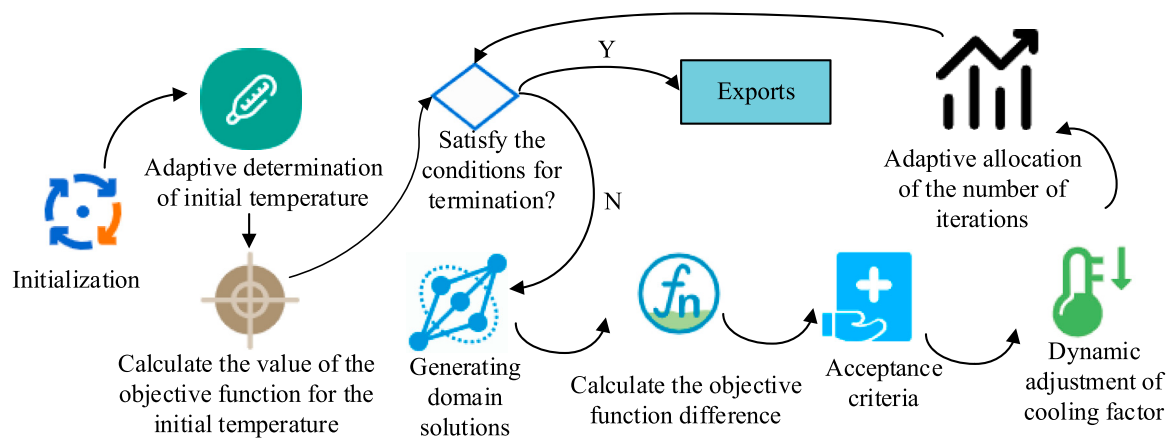 Initialization
Adaptive determination
of initial temperature
Calculate the value of the
objective function for the
initial temperature
Satisfy the
conditions for
termination?
Y
N
Exports
Generating
domain
solutions
fn
Calculate the objective
function difference
Acceptance
criteria
Dynamic
adjustment of
cooling factor
Adaptive allocation
of the number of
iterations